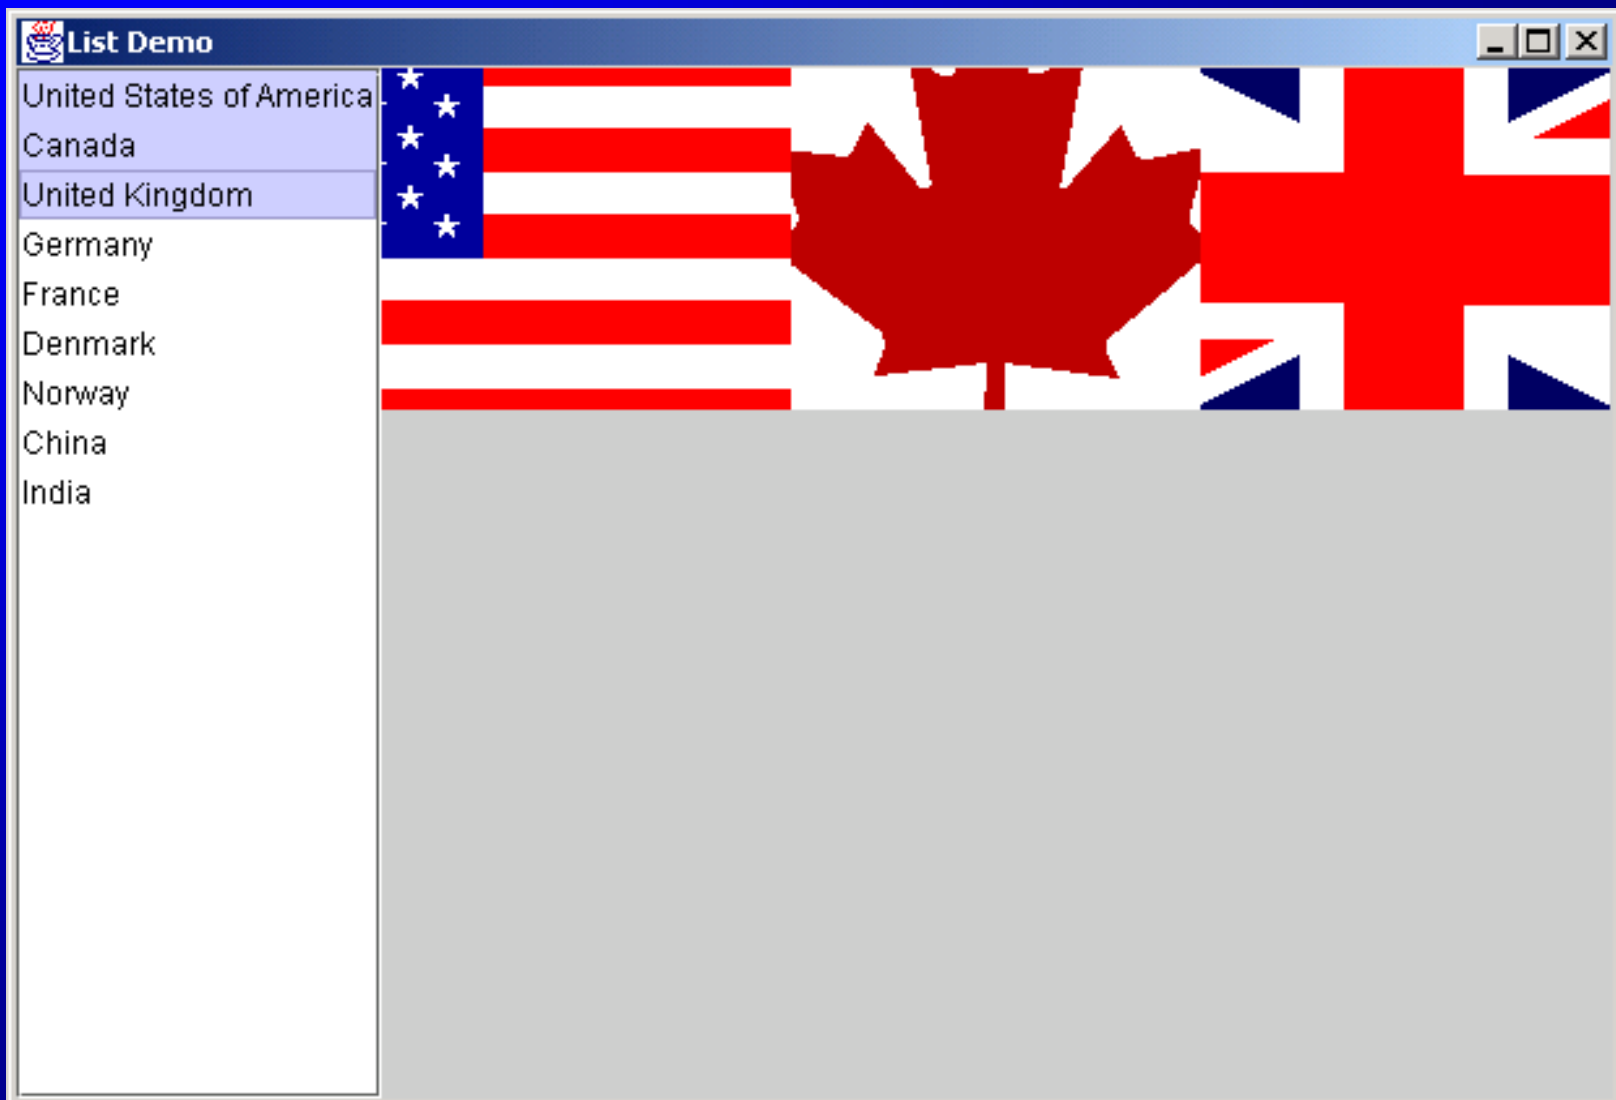 List Demo
United States of America
Canada
United Kingdom
Germany
France
Denmark
Norway
China
India